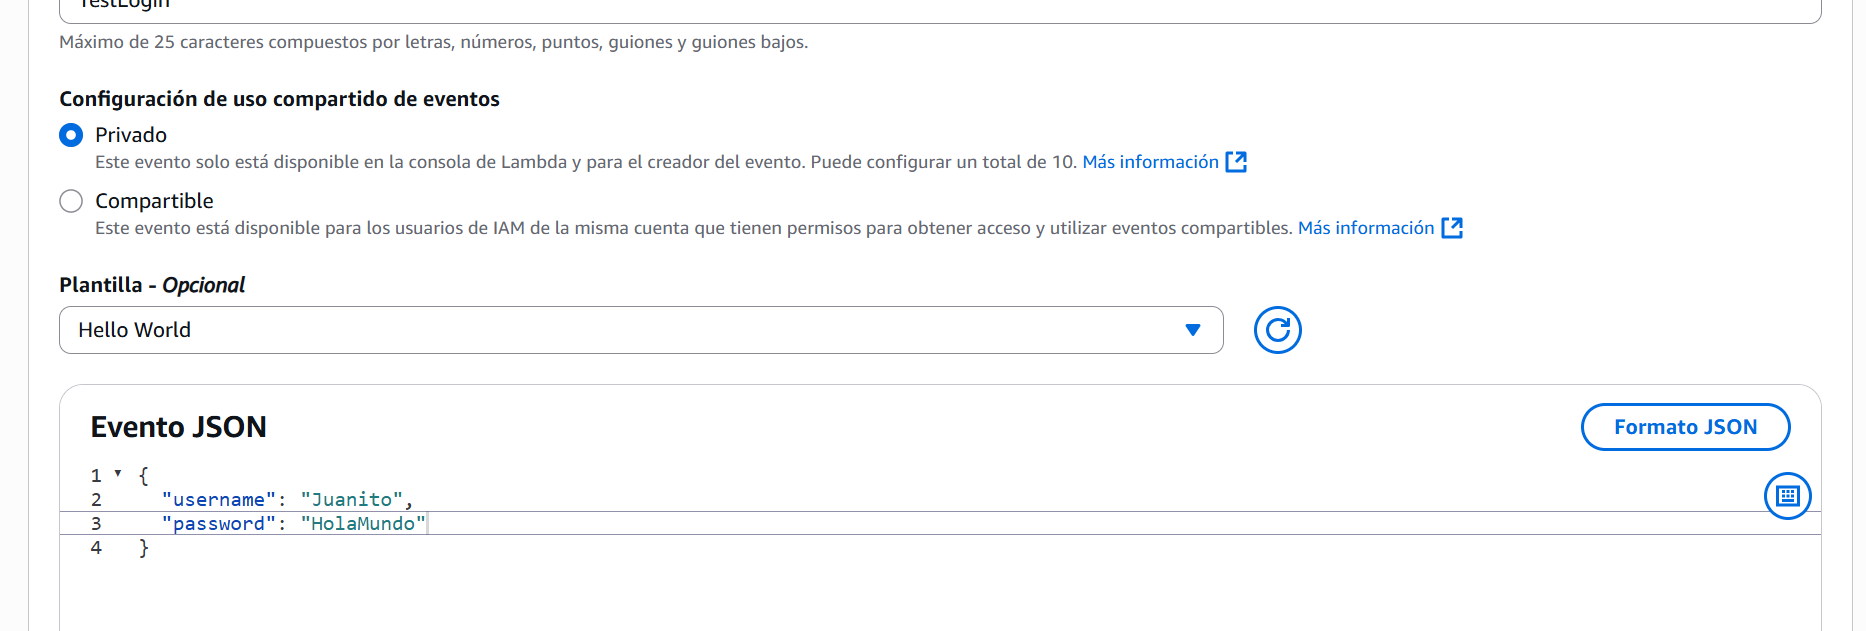 TestLogin
Máximo de 25 caracteres compuestos por letras, números, puntos, guiones y guiones bajos.
Configuración de uso compartido de eventos
Privado
Este evento solo está disponible en la consola de Lambda y para el creador del evento. Puede configurar un total de 10. Más información
Compartible
Este evento está disponible para los usuarios de IAM de la misma cuenta que tienen permisos para obtener acceso y utilizar eventos compartibles. Más información
Plantilla - Opcional
Hello World
Evento JSON
Formato JSON
1 {
2 "username": "Juanito",
3 "password": "HolaMundo"
4 }